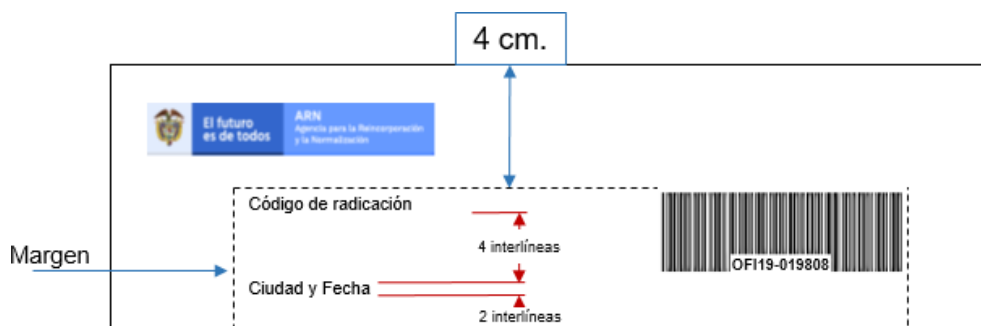 4 cm.
El futuro
es de todos
ARN
Agencia para la Reincorporación
y la Normalización
Código de radicación
4 interlíneas
OFI19-019808
Margen
Ciudad y Fecha
2 interlíneas